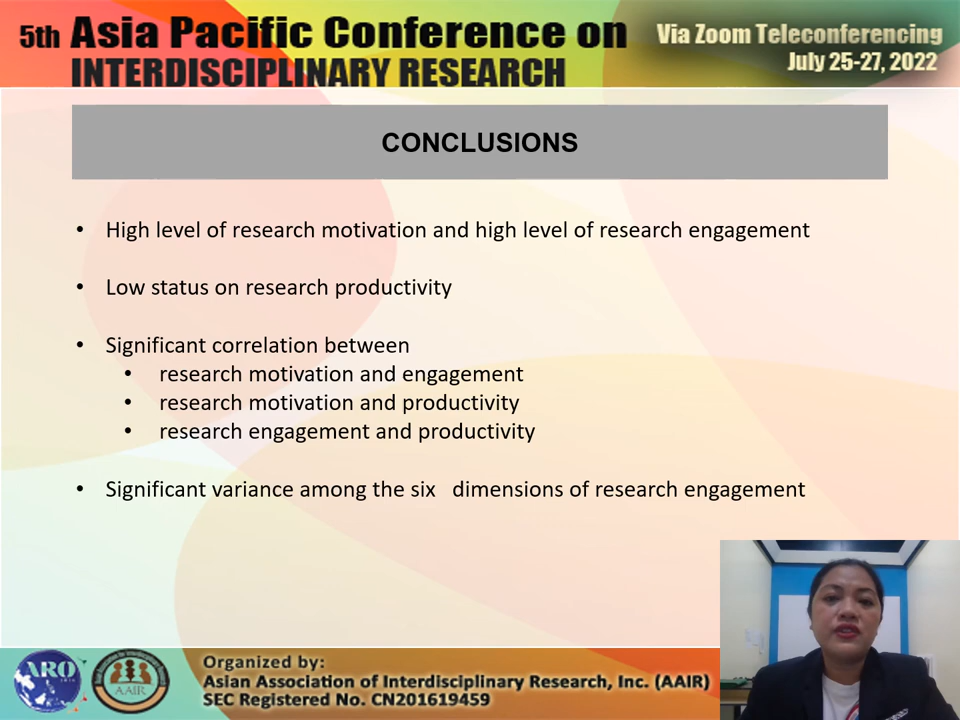 5th Asia Pacific Conference on
INTERDISCIPLINARY RESEARCH
Via Zoom Teleconferencing
July 25-27, 2022
CONCLUSIONS
• High level of research motivation and high level of research engagement
• Low status on research productivity
• Significant correlation between
• research motivation and engagement
• research motivation and productivity
• research engagement and productivity
• Significant variance among the six dimensions of research engagement
ARO
AAIR
Organized by:
Asian Association of Interdisciplinary Research, Inc. (AAIR)
SEC Registered No. CN201619459